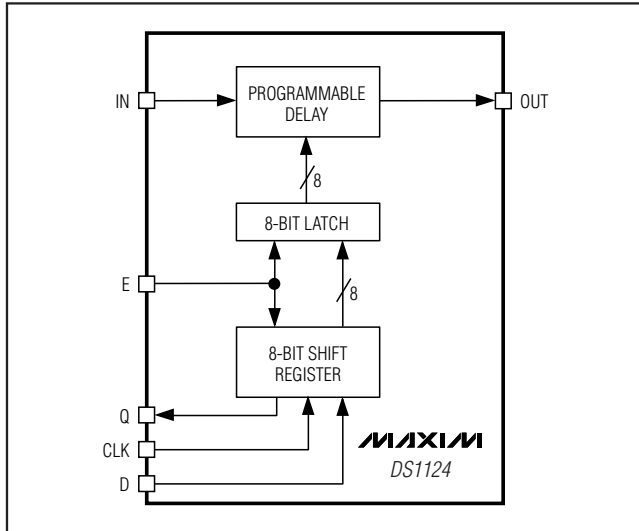 IN
PROGRAMMABLE
DELAY
OUT
8
8-BIT LATCH
E
8
8-BIT SHIFT
REGISTER
Q
CLK
D
MAXIM
DS1124